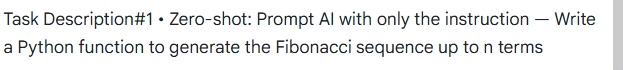 Task Description#1 • Zero-shot: Prompt AI with only the instruction — Write
a Python function to generate the Fibonacci sequence up to n terms